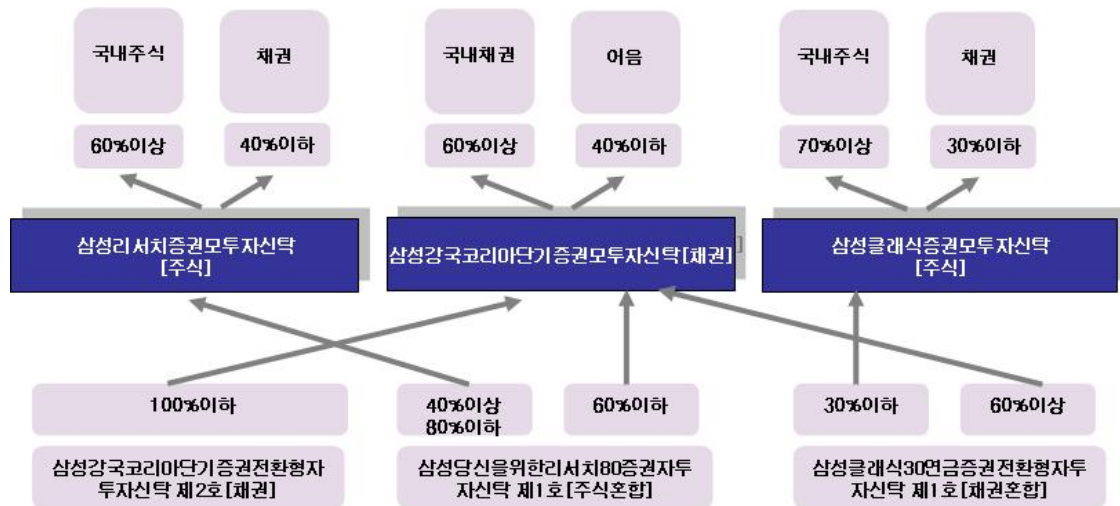 국내주식
채권
국내채권
어음
국내주식
채권
60%이상
40%이하
60%이상
40%이하
70%이상
30%이하
삼성리서치증권모투자신탁
[주식]
삼성강국코리아단기증권모투자신탁[채권]
]
삼성클래식증권모투자신탁
[주식]
100%이하
40%이상
80%이하
60%이하
30%이하
60%이상
삼성강국코리아단기증권전환형자
투자신탁 제2호[채권]
삼성당신을위한리서치80증권자투
자신탁 제1호[주식혼합]
삼성클래식30연금증권전환형자투
자신탁 제1호[채권혼합]